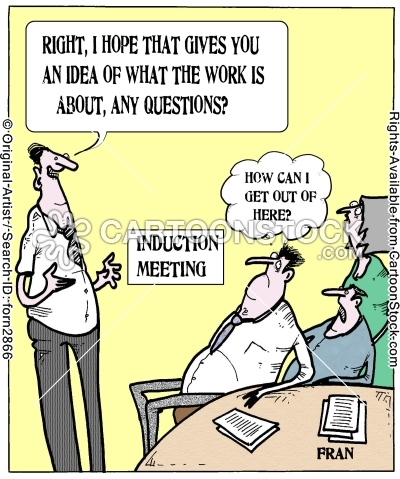 RIGHT, I HOPE THAT GIVES YOU
AN IDEA OF WHAT THE WORK IS
ABOUT, ANY QUESTIONS?
HOW CAN I
GET OUT OF
HERE?
INDUCTION
MEETING
CARTOONSTOCK
.com
FRAN
© Original Artist / Search ID: forn2866
Rights Available from CartoonStock.com